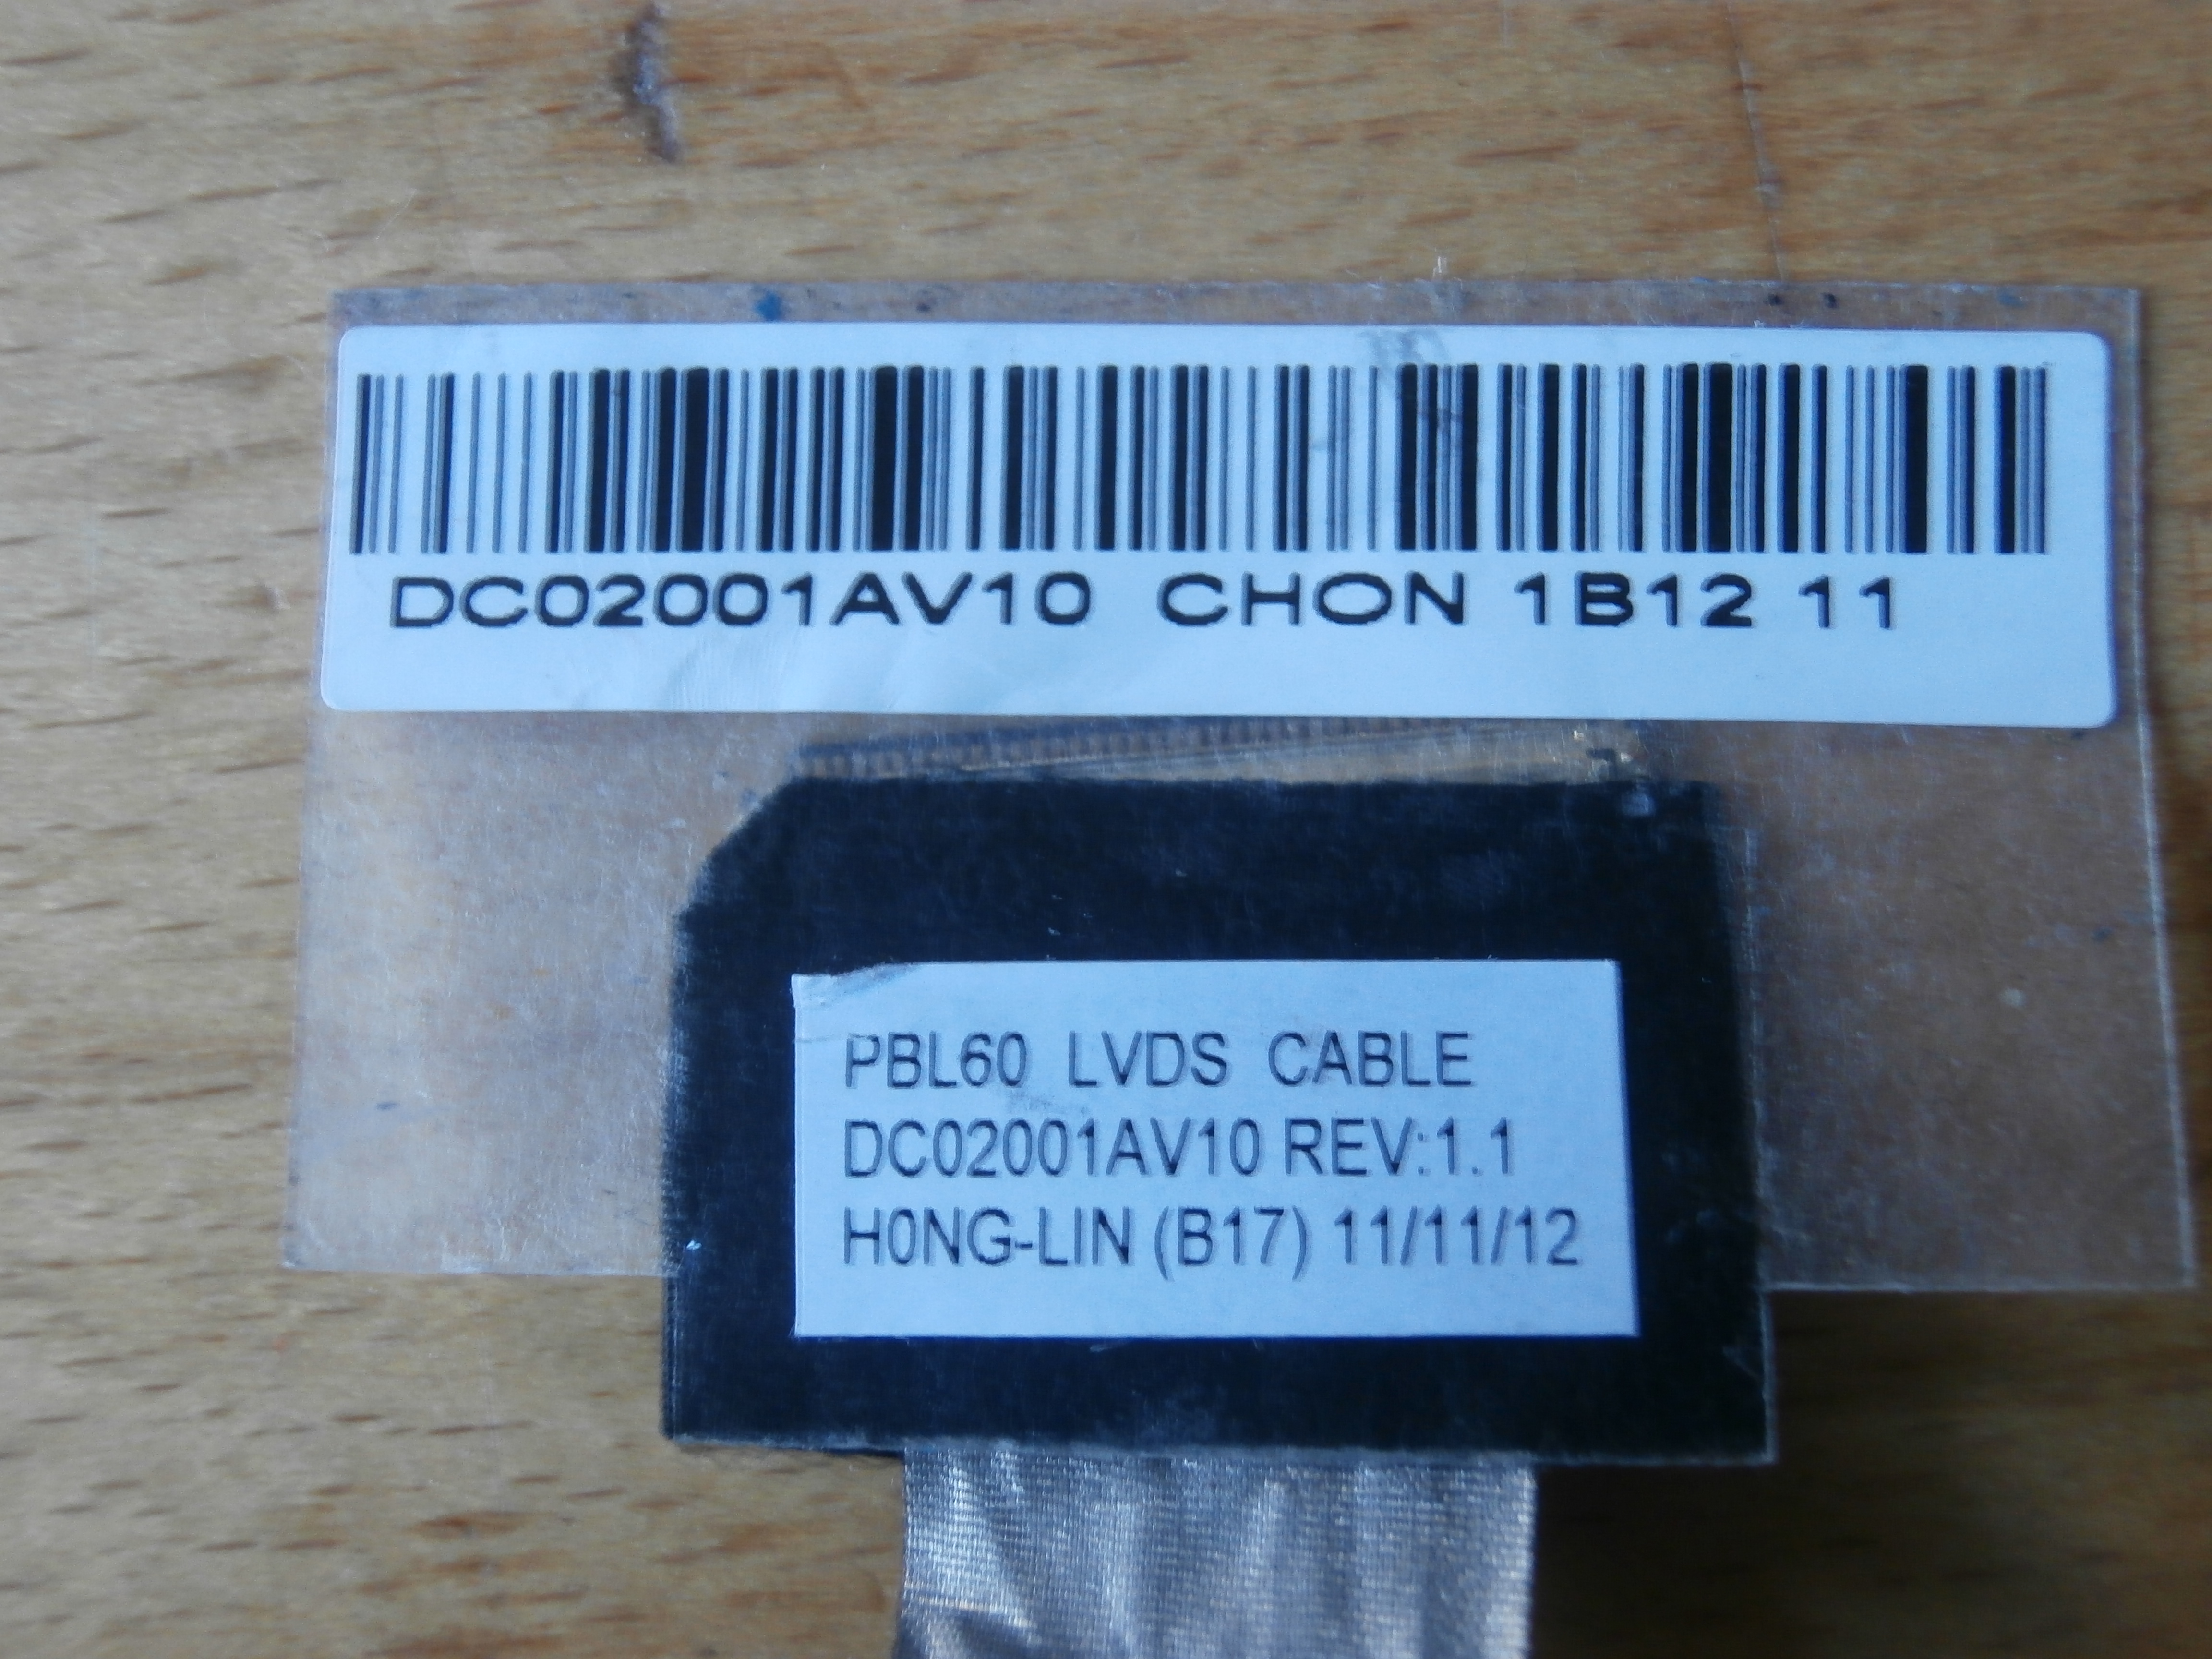 DC02001AV10 CHON 1B12 11
PBL60 LVDS CABLE
DC02001AV10 REV:1.1
H0NG-LIN (B17) 11/11/12